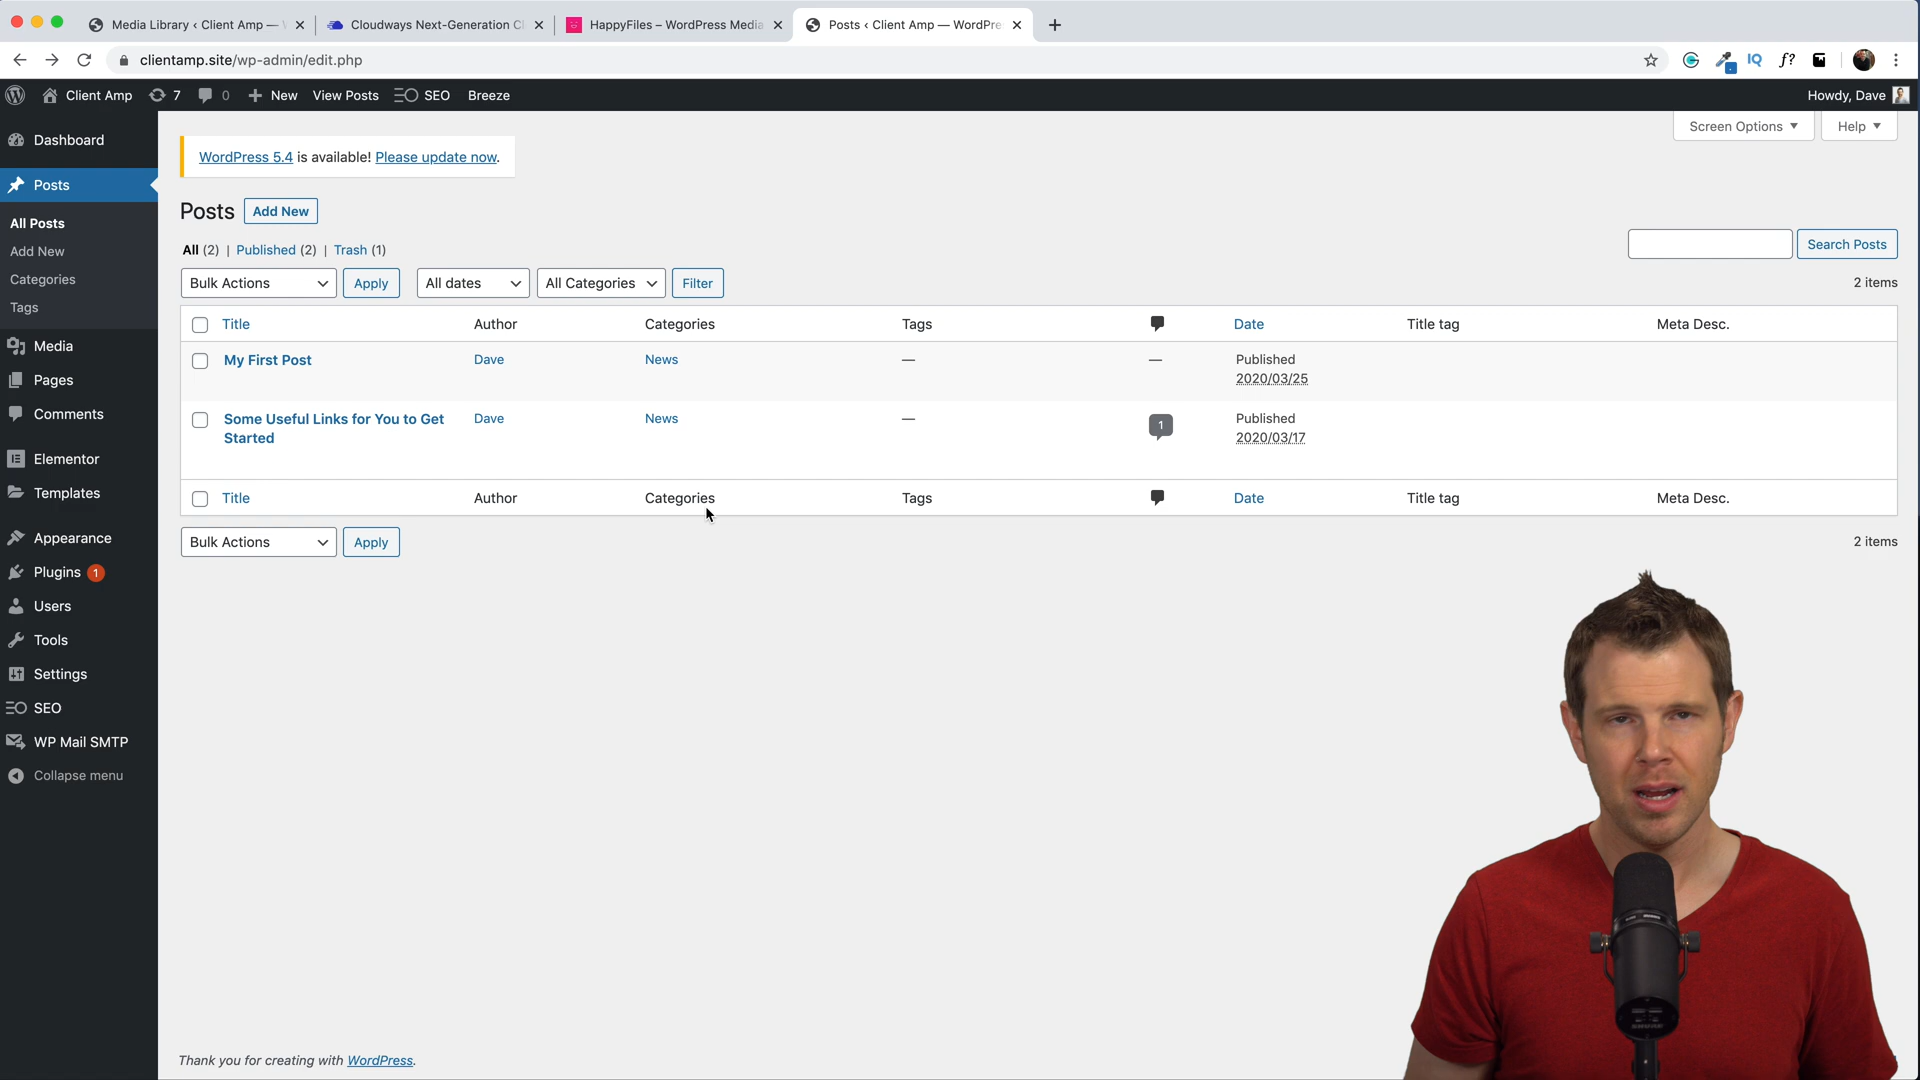 Media Library ‹ Client Amp —
Cloudways Next-Generation Cl
HappyFiles – WordPress Media
Posts ‹ Client Amp — WordPre
clientamp.site/wp-admin/edit.php
IQ
f?
Client Amp
7
0
New
View Posts
SEO
Breeze
Howdy, Dave
Screen Options
Help
Dashboard
Posts
All Posts
Add New
Categories
Tags
Media
Pages
Comments
Elementor
Templates
Appearance
Plugins 1
Users
Tools
Settings
SEO
WP Mail SMTP
Collapse menu
WordPress 5.4 is available! Please update now.
Posts Add New
All (2) | Published (2) | Trash (1)
Search Posts
Bulk Actions Apply All dates All Categories Filter
2 items
Title Author Categories Tags Date Title tag Meta Desc.
My First Post Dave News — — Published
2020/03/25
Some Useful Links for You to Get Dave News — 1 Published
Started 2020/03/17
Title Author Categories Tags Date Title tag Meta Desc.
Bulk Actions Apply
2 items
Thank you for creating with WordPress.